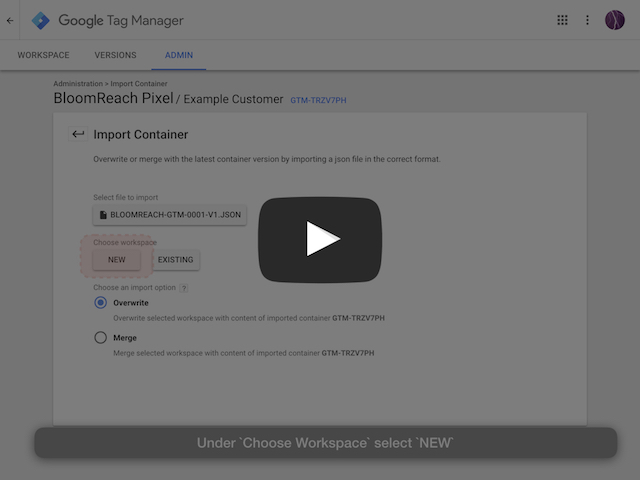 Google Tag Manager
WORKSPACE VERSIONS ADMIN
Administration > Import Container
BloomReach Pixel / Example Customer GTM-TRZV7PH
Import Container
Overwrite or merge with the latest container version by importing a json file in the correct format.
Select file to import
BLOOMREACH-GTM-0001-V1.JSON
Choose workspace
NEW EXISTING
Choose an import option ?
Overwrite
Overwrite selected workspace with content of imported container GTM-TRZV7PH
Merge
Merge selected workspace with content of imported container GTM-TRZV7PH
Under `Choose Workspace` select `NEW`